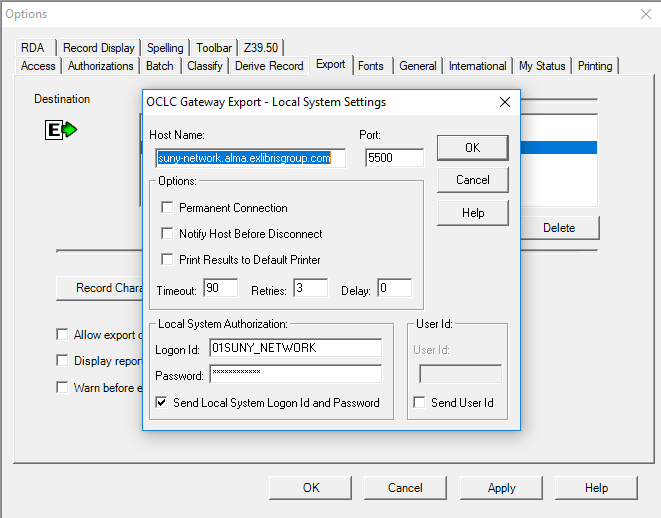 Options
RDA Record Display Spelling Toolbar Z39.50
Access Authorizations Batch Classify Derive Record Export Fonts General International My Status Printing
Destination
E
OCLC Gateway Export - Local System Settings
Host Name: Port:
suny-network.alma.exlibrisgroup.com 5500
OK
Cancel
Help
Options:
Permanent Connection
Notify Host Before Disconnect
Print Results to Default Printer
Timeout: 90 Retries: 3 Delay: 0
Delete
Record Chara
Local System Authorization:
Logon Id: 01SUNY_NETWORK
Password: ************
Send Local System Logon Id and Password
User Id:
User Id:
Send User Id
Allow export o
Display report
Warn before e
OK Cancel Apply Help